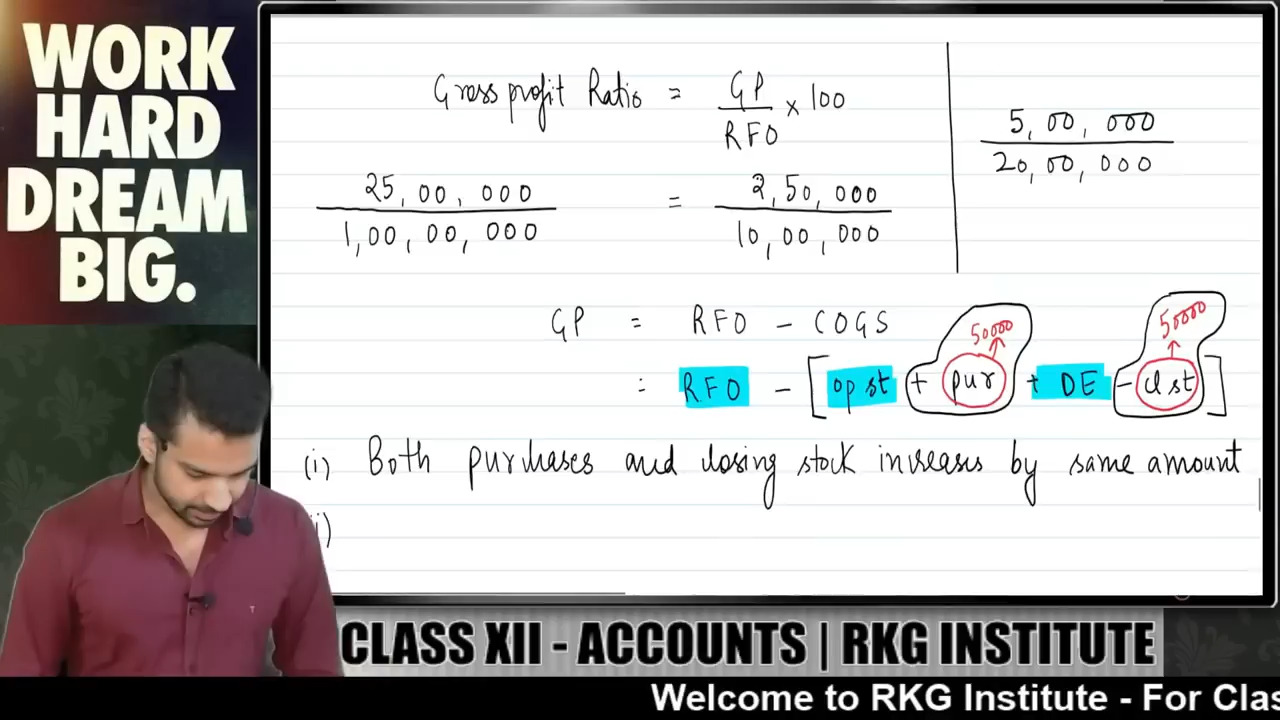 WORK
HARD
DREAM
BIG.
Gross profit Ratio = GP / RFO × 100
25,00,000 / 1,00,00,000 = 2,50,000 / 10,00,000
5,00,000 / 20,00,000
GP = RFO - COGS
50000 50000
= RFO - [op st + pur + DE - cl st]
(i) Both purchases and closing stock increases by same amount
CLASS XII - ACCOUNTS | RKG INSTITUTE
Welcome to RKG Institute - For Clas